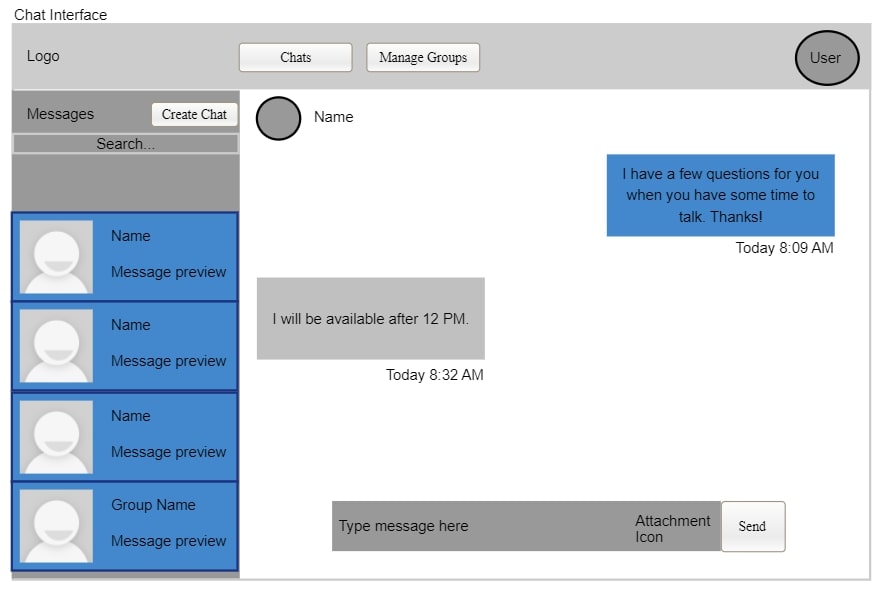 Chat Interface
Logo
Chats
Manage Groups
User
Messages
Create Chat
Search...
Name
Message preview
Name
Message preview
Name
Message preview
Group Name
Message preview
Name
I have a few questions for you
when you have some time to
talk. Thanks!
Today 8:09 AM
I will be available after 12 PM.
Today 8:32 AM
Type message here
Attachment
Icon
Send